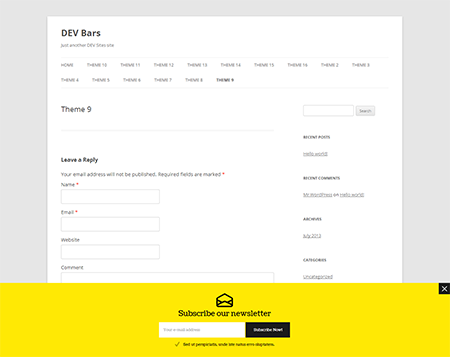 DEV Bars
Just another DEV Sites site
HOME THEME 10 THEME 11 THEME 12 THEME 13 THEME 14 THEME 15 THEME 16 THEME 2 THEME 3
THEME 4 THEME 5 THEME 6 THEME 7 THEME 8 THEME 9
Theme 9
Search
RECENT POSTS
Hello world!
Leave a Reply
Your email address will not be published. Required fields are marked *
Name *
Email *
Website
Comment
RECENT COMMENTS
Mr WordPress on Hello world!
ARCHIVES
July 2013
CATEGORIES
Uncategorized
Subscribe our newsletter
Your e-mail address
Subscribe Now!
Sed ut perspiciatis, unde iste natus error